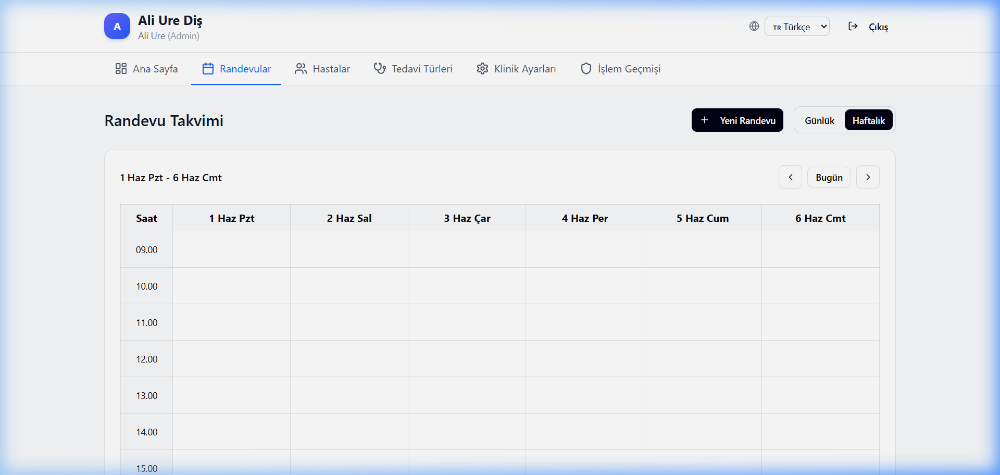 A
Ali Ure Diş
Ali Ure (Admin)
TR Türkçe
Çıkış
Ana Sayfa
Randevular
Hastalar
Tedavi Türleri
Klinik Ayarları
İşlem Geçmişi
Randevu Takvimi
+ Yeni Randevu
Günlük
Haftalık
1 Haz Pzt - 6 Haz Cmt
Bugün
Saat 1 Haz Pzt 2 Haz Sal 3 Haz Çar 4 Haz Per 5 Haz Cum 6 Haz Cmt
09.00
10.00
11.00
12.00
13.00
14.00
15.00